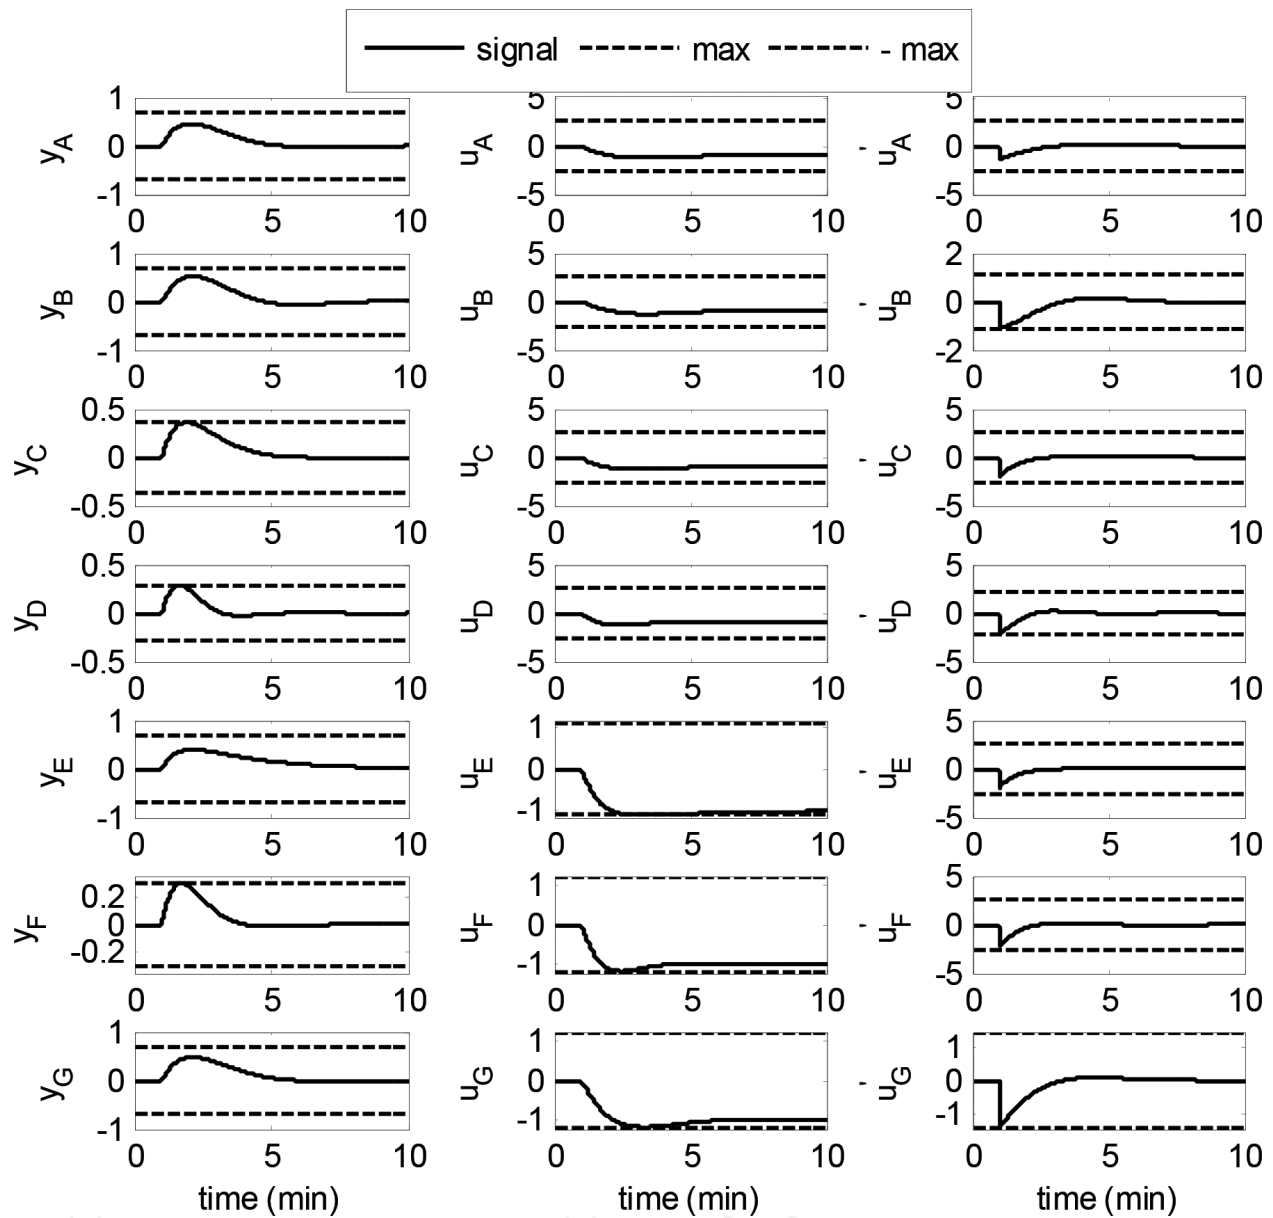 signal max - max
1 5 5
y_A 0 u_A 0 u_A 0
-1 -5 -5
0 5 10 0 5 10 0 5 10
1 5 2
y_B 0 u_B 0 u_B 0
-1 -5 -2
0 5 10 0 5 10 0 5 10
0.5 5 5
y_C 0 u_C 0 u_C 0
-0.5 -5 -5
0 5 10 0 5 10 0 5 10
0.5 5 5
y_D 0 u_D 0 u_D 0
-0.5 -5 -5
0 5 10 0 5 10 0 5 10
1 1 5
y_E 0 u_E 0 u_E 0
-1 -1 -5
0 5 10 0 5 10 0 5 10
0.2 1 5
y_F 0 u_F 0 u_F 0
-0.2 -1 -5
0 5 10 0 5 10 0 5 10
1 1 1
y_G 0 u_G 0 u_G 0
-1 -1 -1
0 5 10 0 5 10 0 5 10
time (min) time (min) time (min)